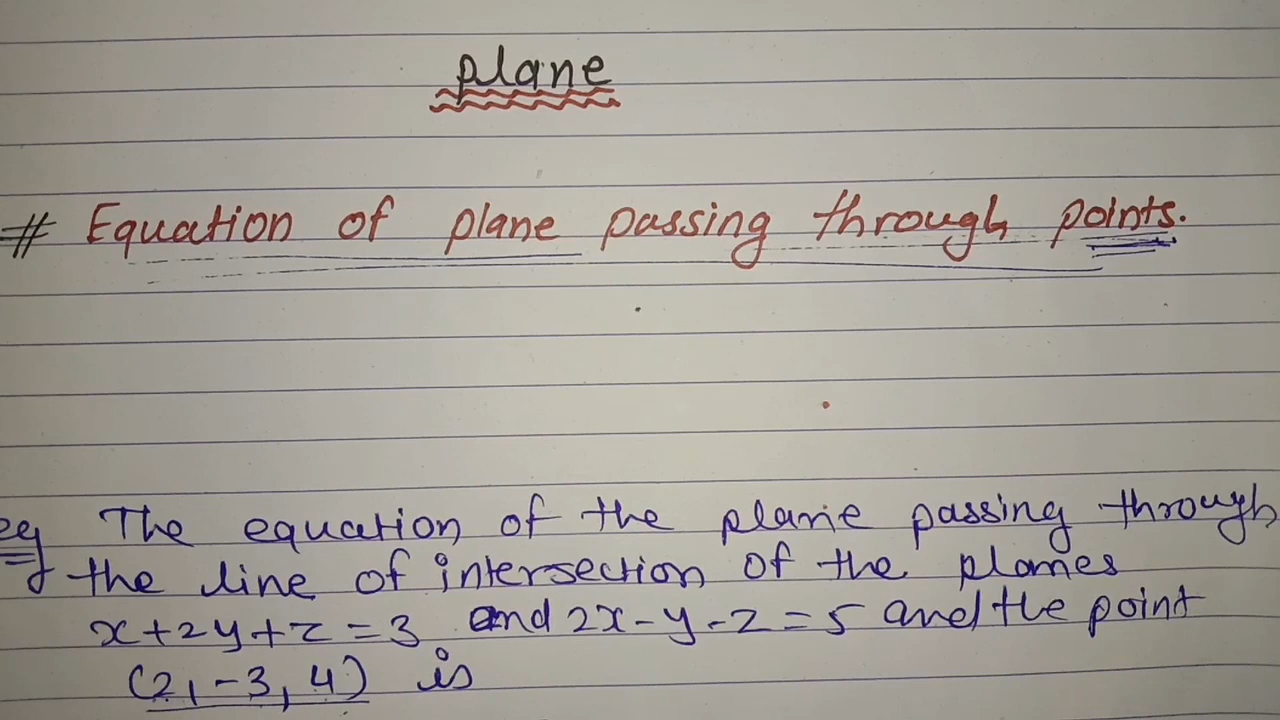 plane
# Equation of plane passing through points.
eg The equation of the plane passing through
the line of intersection of the planes
x+2y+z=3 and 2x-y-z=5 and the point
(2,-3,4) is